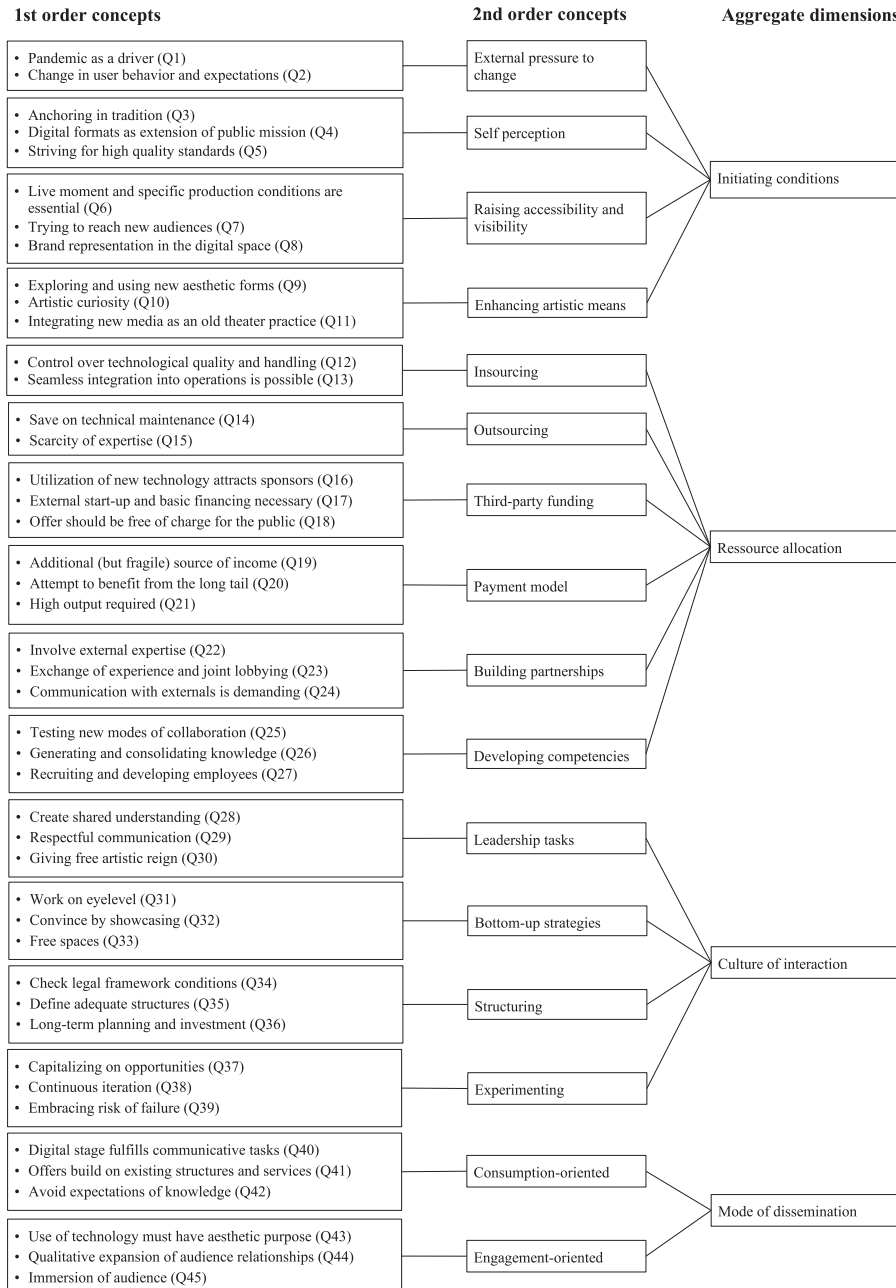 1st order concepts
2nd order concepts
Aggregate dimensions
• Pandemic as a driver (Q1)
• Change in user behavior and expectations (Q2)
External pressure to
change
• Anchoring in tradition (Q3)
• Digital formats as extension of public mission (Q4)
• Striving for high quality standards (Q5)
Self perception
• Live moment and specific production conditions are
essential (Q6)
• Trying to reach new audiences (Q7)
• Brand representation in the digital space (Q8)
Raising accessibility and
visibility
• Exploring and using new aesthetic forms (Q9)
• Artistic curiosity (Q10)
• Integrating new media as an old theater practice (Q11)
Enhancing artistic means
Initiating conditions
• Control over technological quality and handling (Q12)
• Seamless integration into operations is possible (Q13)
Insourcing
• Save on technical maintenance (Q14)
• Scarcity of expertise (Q15)
Outsourcing
• Utilization of new technology attracts sponsors (Q16)
• External start-up and basic financing necessary (Q17)
• Offer should be free of charge for the public (Q18)
Third-party funding
• Additional (but fragile) source of income (Q19)
• Attempt to benefit from the long tail (Q20)
• High output required (Q21)
Payment model
• Involve external expertise (Q22)
• Exchange of experience and joint lobbying (Q23)
• Communication with externals is demanding (Q24)
Building partnerships
• Testing new modes of collaboration (Q25)
• Generating and consolidating knowledge (Q26)
• Recruiting and developing employees (Q27)
Developing competencies
Ressource allocation
• Create shared understanding (Q28)
• Respectful communication (Q29)
• Giving free artistic reign (Q30)
Leadership tasks
• Work on eyelevel (Q31)
• Convince by showcasing (Q32)
• Free spaces (Q33)
Bottom-up strategies
• Check legal framework conditions (Q34)
• Define adequate structures (Q35)
• Long-term planning and investment (Q36)
Structuring
• Capitalizing on opportunities (Q37)
• Continuous iteration (Q38)
• Embracing risk of failure (Q39)
Experimenting
Culture of interaction
• Digital stage fulfills communicative tasks (Q40)
• Offers build on existing structures and services (Q41)
• Avoid expectations of knowledge (Q42)
Consumption-oriented
• Use of technology must have aesthetic purpose (Q43)
• Qualitative expansion of audience relationships (Q44)
• Immersion of audience (Q45)
Engagement-oriented
Mode of dissemination